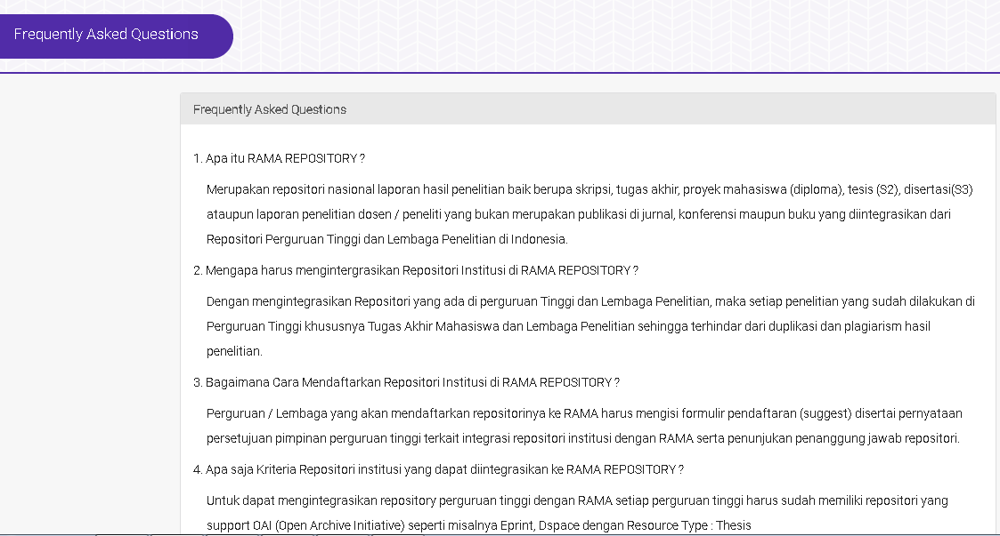 Frequently Asked Questions
Frequently Asked Questions
1. Apa itu RAMA REPOSITORY ?
Merupakan repositori nasional laporan hasil penelitian baik berupa skripsi, tugas akhir, proyek mahasiswa (diploma), tesis (S2), disertasi(S3)
ataupun laporan penelitian dosen / peneliti yang bukan merupakan publikasi di jurnal, konferensi maupun buku yang diintegrasikan dari
Repositori Perguruan Tinggi dan Lembaga Penelitian di Indonesia.
2. Mengapa harus mengintergrasikan Repositori Institusi di RAMA REPOSITORY ?
Dengan mengintegrasikan Repositori yang ada di perguruan Tinggi dan Lembaga Penelitian, maka setiap penelitian yang sudah dilakukan di
Perguruan Tinggi khususnya Tugas Akhir Mahasiswa dan Lembaga Penelitian sehingga terhindar dari duplikasi dan plagiarism hasil
penelitian.
3. Bagaimana Cara Mendaftarkan Repositori Institusi di RAMA REPOSITORY ?
Perguruan / Lembaga yang akan mendaftarkan repositorinya ke RAMA harus mengisi formulir pendaftaran (suggest) disertai pernyataan
persetujuan pimpinan perguruan tinggi terkait integrasi repositori institusi dengan RAMA serta penunjukan penanggung jawab repositori.
4. Apa saja Kriteria Repositori institusi yang dapat diintegrasikan ke RAMA REPOSITORY ?
Untuk dapat mengintegrasikan repository perguruan tinggi dengan RAMA setiap perguruan tinggi harus sudah memiliki repositori yang
support OAI (Open Archive Initiative) seperti misalnya Eprint, Dspace dengan Resource Type : Thesis